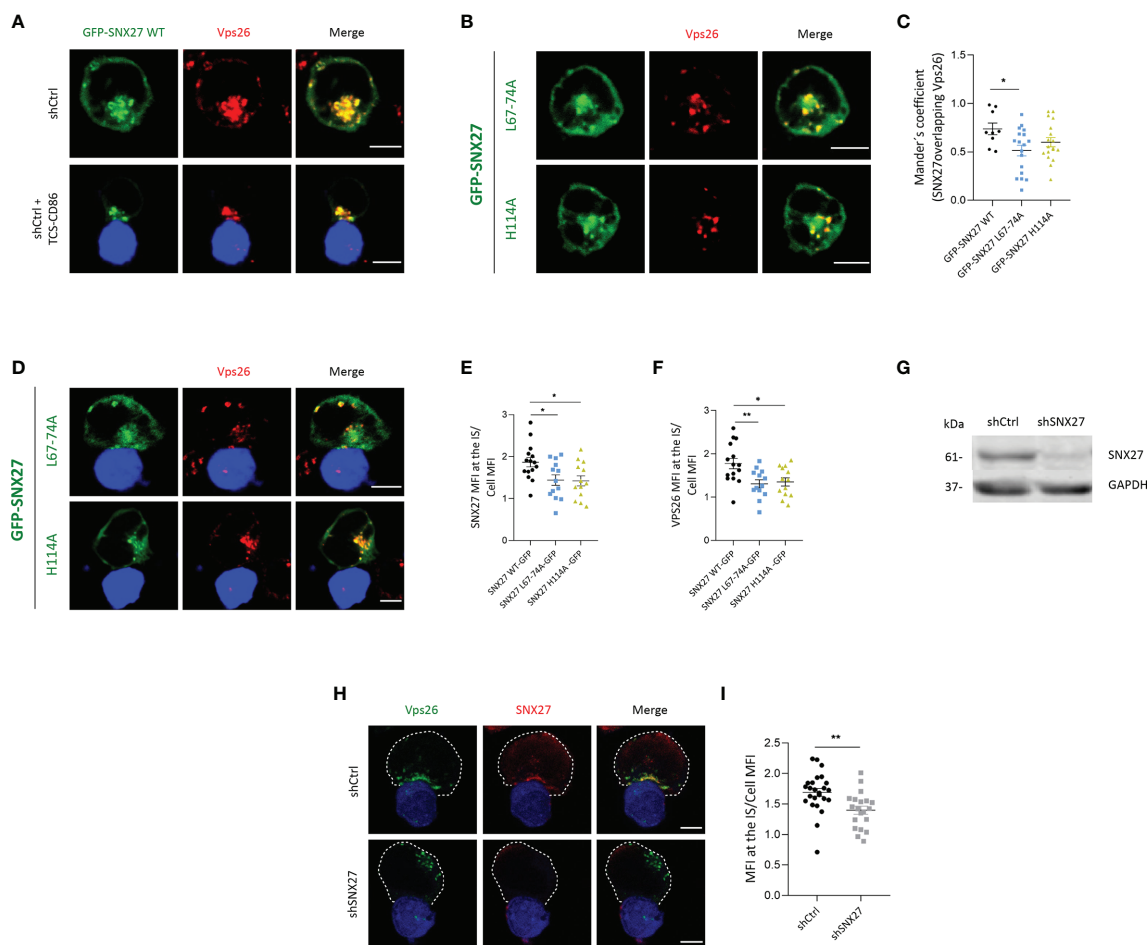 A
GFP-SNX27 WT
Vps26
Merge
shCtrl
shCtrl +
TCS-CD86
B
Vps26
Merge
GFP-SNX27
L67-74A
H114A
C
Mander´s coefficient
(SNX27overlapping Vps26)
1.5
1.0
0.5
0.0
*
GFP-SNX27 WT
GFP-SNX27 L67-74A
GFP-SNX27 H114A
D
Vps26
Merge
GFP-SNX27
L67-74A
H114A
E
SNX27 MFI at the IS/
Cell MFI
3
2
1
0
*
*
SNX27 WT-GFP
SNX27 L67-74A-GFP
SNX27 H114A -GFP
F
VPS26 MFI at the IS/
Cell MFI
3
2
1
0
*
**
SNX27 WT-GFP
SNX27 L67-74A-GFP
SNX27 H114A -GFP
G
kDa
shCtrl
shSNX27
61-
SNX27
37-
GAPDH
H
Vps26
SNX27
Merge
shCtrl
shSNX27
I
MFI at the IS/Cell MFI
2.5
2.0
1.5
1.0
0.5
0.0
**
shCtrl
shSNX27